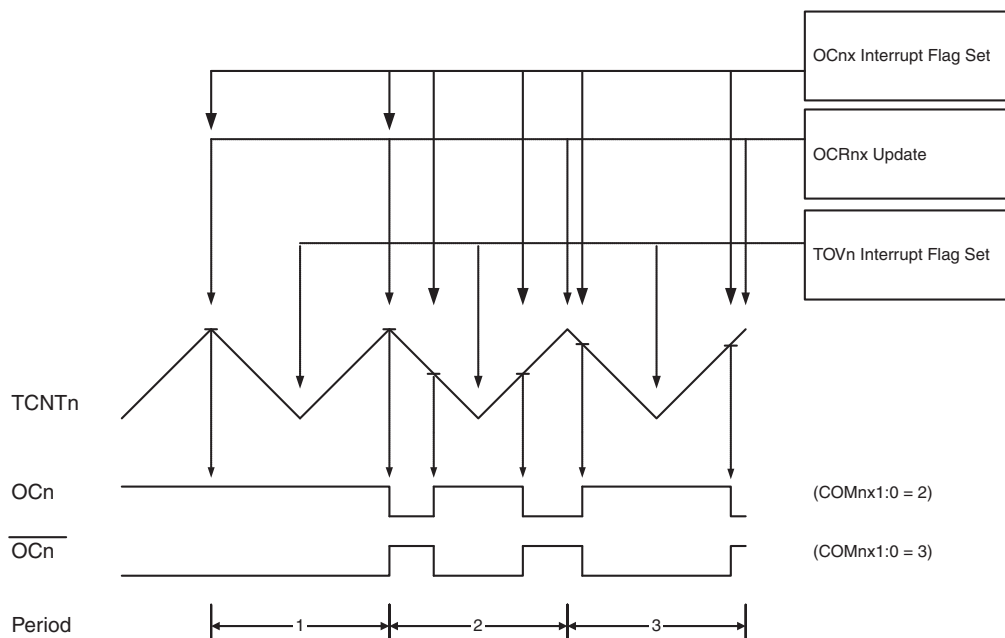 OCnx Interrupt Flag Set
OCRnx Update
TOVn Interrupt Flag Set
TCNTn
OCn (COMnx1:0 = 2)
OCn (COMnx1:0 = 3)
Period 1 2 3